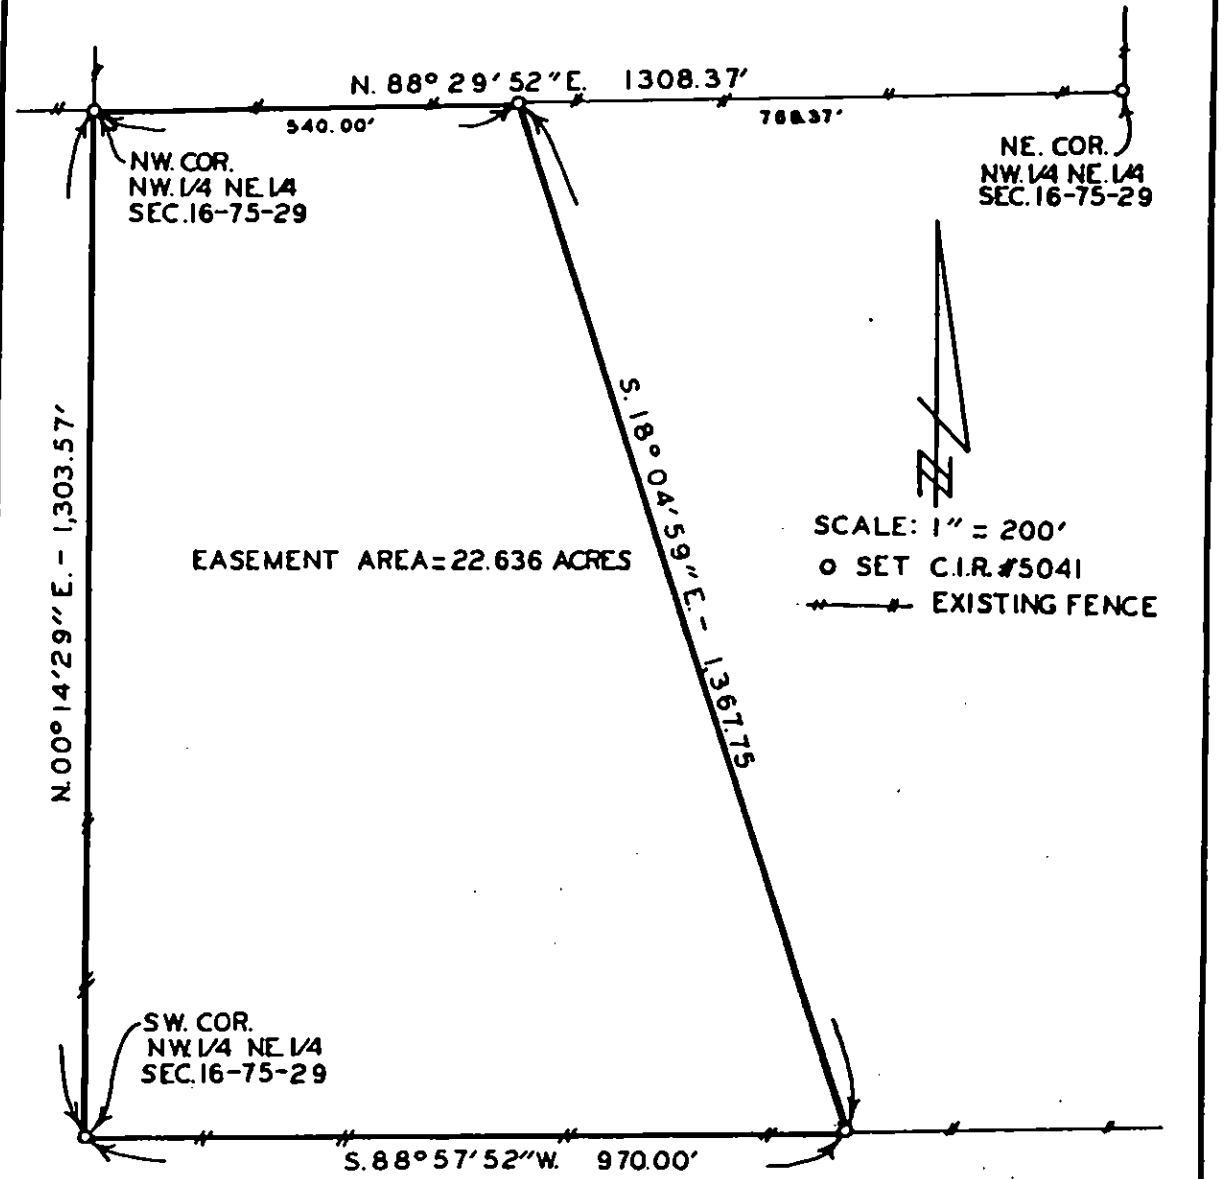 N. 88° 29' 52" E. 1308.37'
540.00'
768.37'
NW. COR.
NW. 1/4 NE 1/4
SEC. 16-75-29
NE. COR.
NW. 1/4 NE. 1/4
SEC. 16-75-29
N. 00° 14' 29" E. - 1,303.57'
S. 18° 04' 59" E. - 1,367.75
EASEMENT AREA = 22.636 ACRES
N
SCALE: 1" = 200'
o SET C.I.R. #5041
EXISTING FENCE
SW. COR.
NW. 1/4 NE 1/4
SEC. 16-75-29
S. 88° 57' 52" W. 970.00'